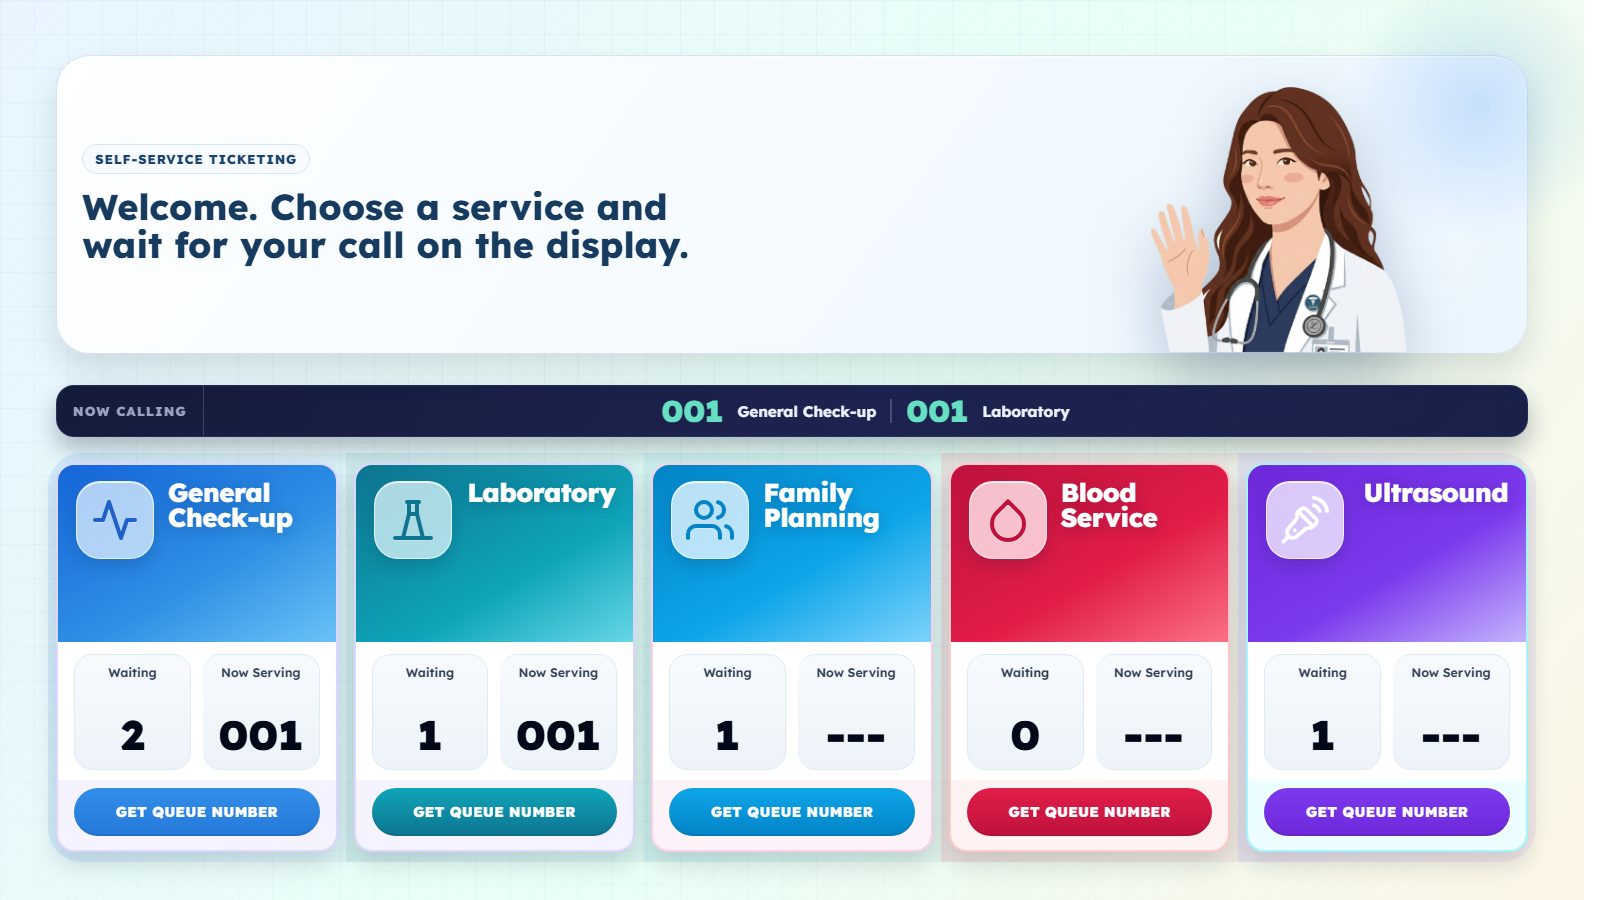 SELF-SERVICE TICKETING
Welcome. Choose a service and
wait for your call on the display.
NOW CALLING
001 General Check-up
001 Laboratory
General
Check-up
Waiting
2
Now Serving
001
GET QUEUE NUMBER
Laboratory
Waiting
1
Now Serving
001
GET QUEUE NUMBER
Family
Planning
Waiting
1
Now Serving
---
GET QUEUE NUMBER
Blood
Service
Waiting
0
Now Serving
---
GET QUEUE NUMBER
Ultrasound
Waiting
1
Now Serving
---
GET QUEUE NUMBER